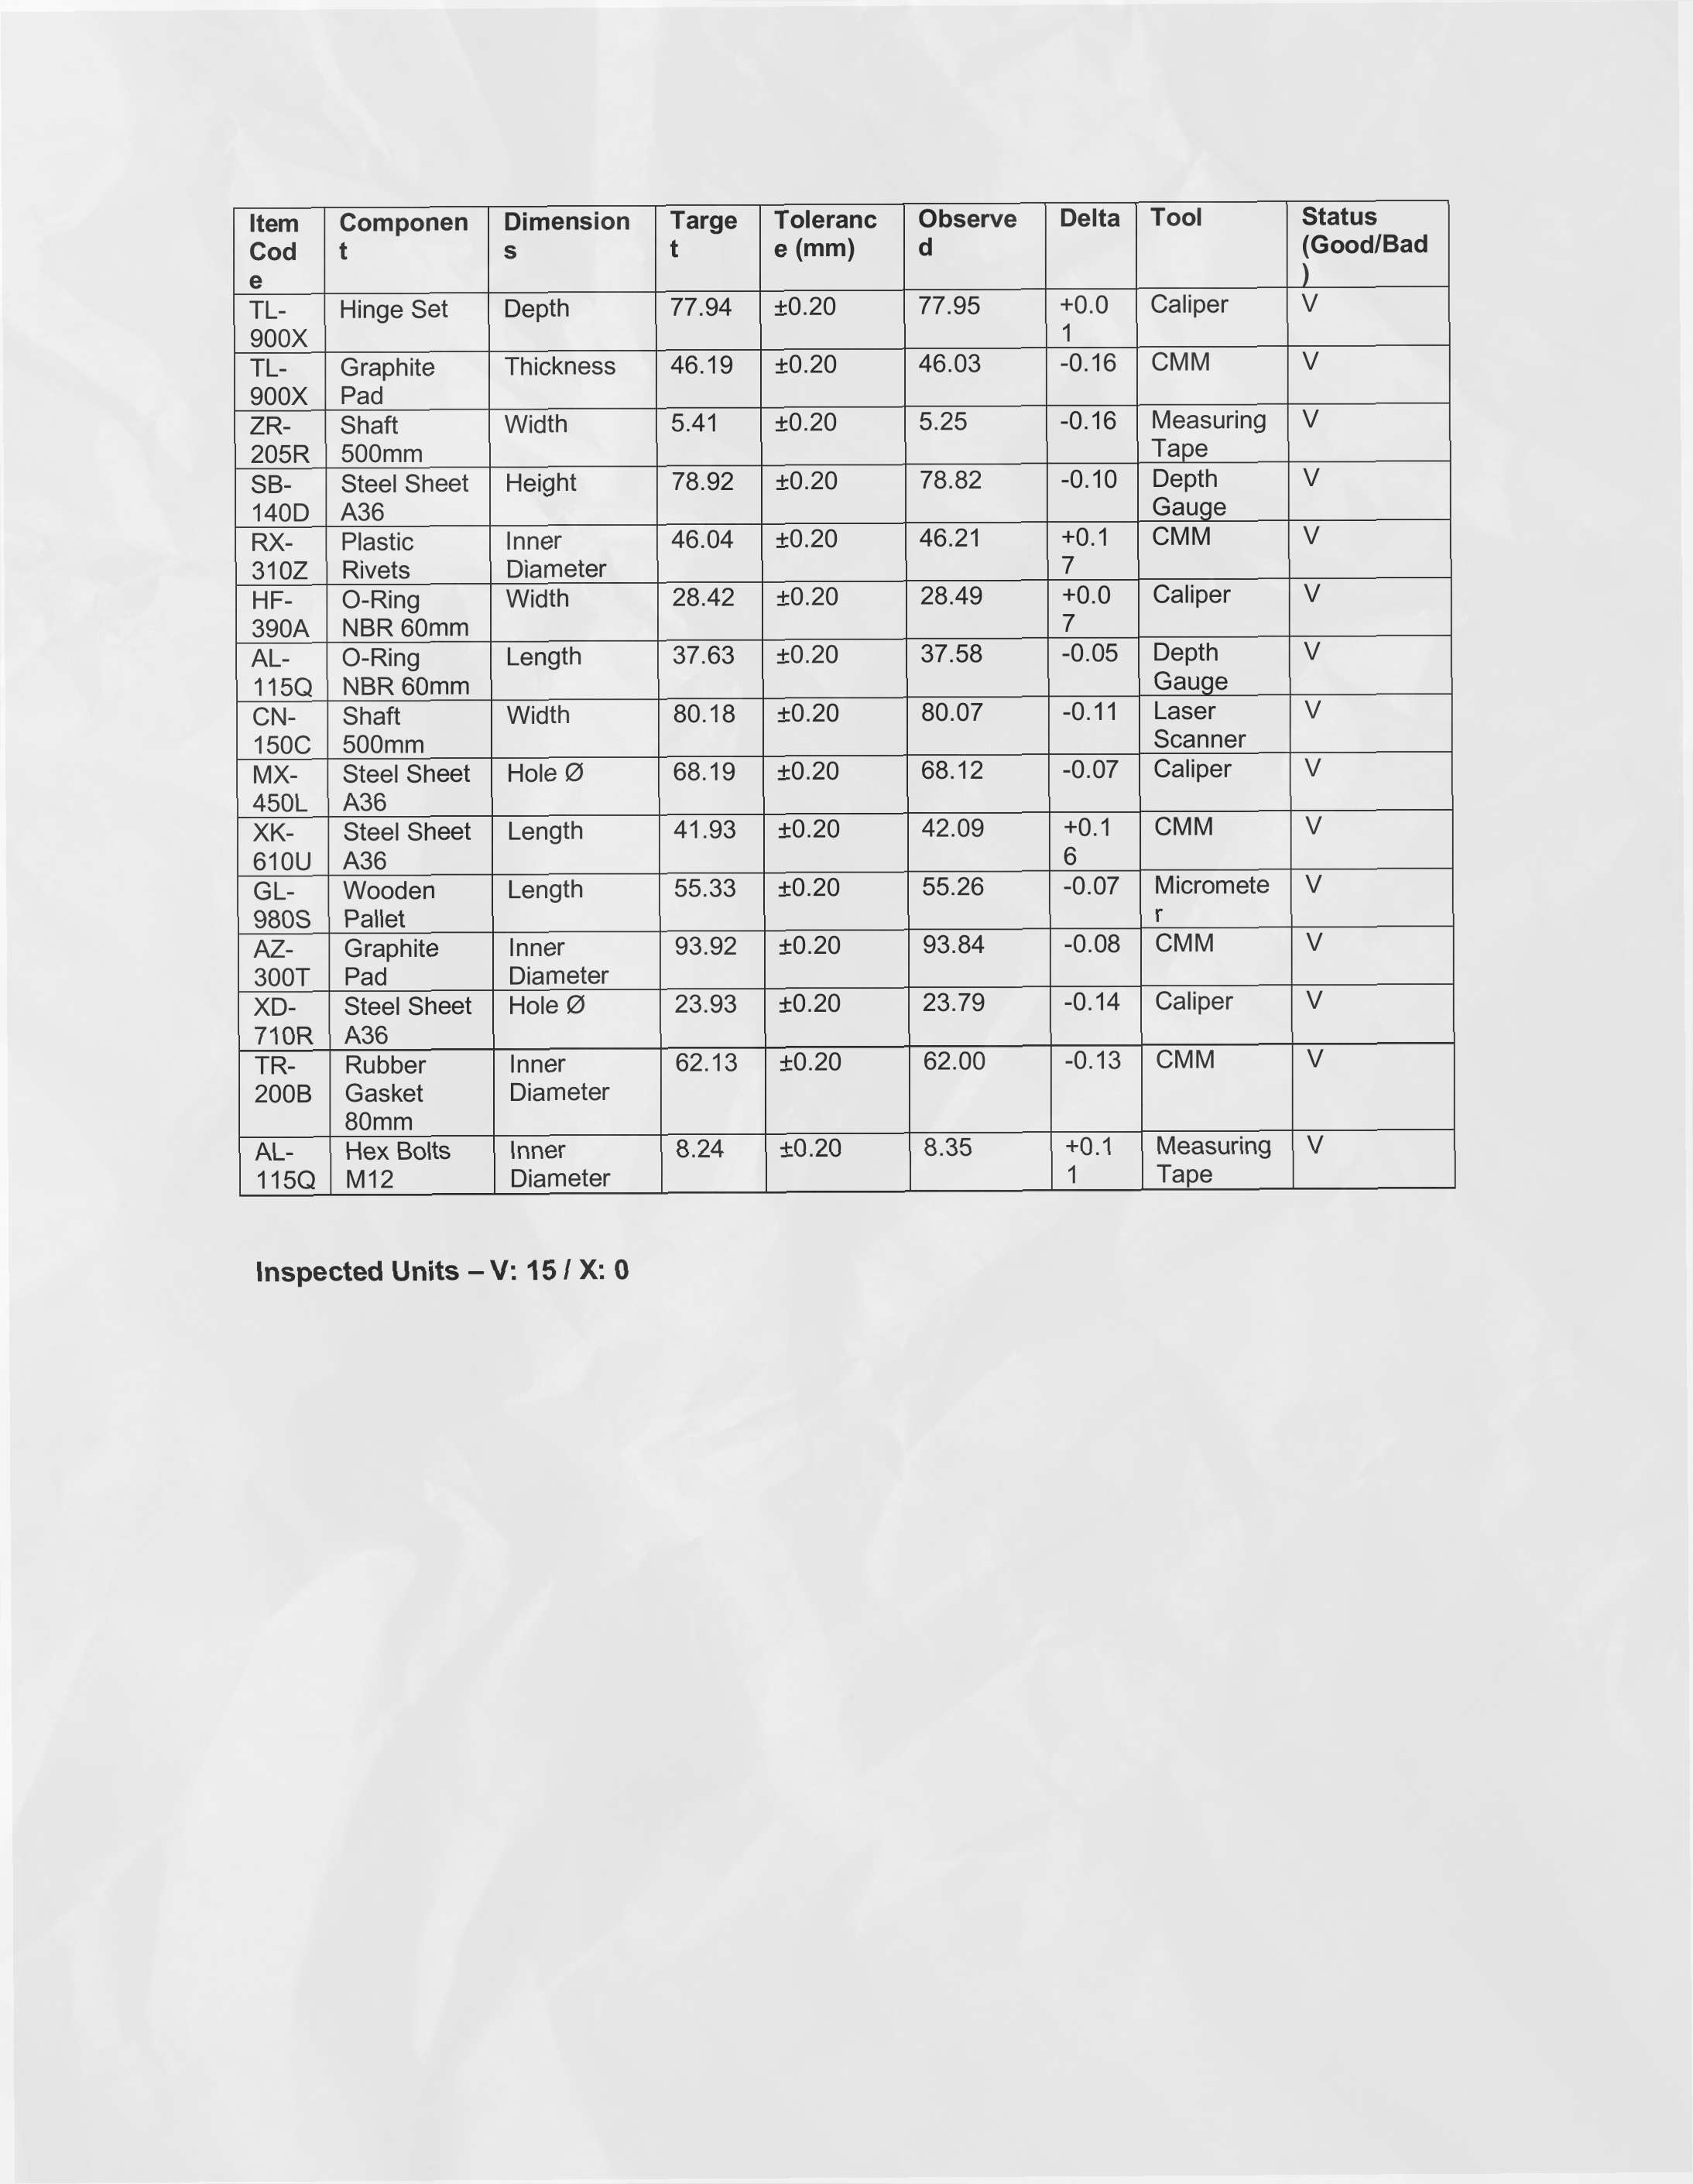 Item Code Component Dimensions Target Tolerance (mm) Observed Delta Tool Status (Good/Bad)
TL-900X Hinge Set Depth 77.94 ±0.20 77.95 +0.01 Caliper V
TL-900X Graphite Pad Thickness 46.19 ±0.20 46.03 -0.16 CMM V
ZR-205R Shaft 500mm Width 5.41 ±0.20 5.25 -0.16 Measuring Tape V
SB-140D Steel Sheet A36 Height 78.92 ±0.20 78.82 -0.10 Depth Gauge V
RX-310Z Plastic Rivets Inner Diameter 46.04 ±0.20 46.21 +0.17 CMM V
HF-390A O-Ring NBR 60mm Width 28.42 ±0.20 28.49 +0.07 Caliper V
AL-115Q O-Ring NBR 60mm Length 37.63 ±0.20 37.58 -0.05 Depth Gauge V
CN-150C Shaft 500mm Width 80.18 ±0.20 80.07 -0.11 Laser Scanner V
MX-450L Steel Sheet A36 Hole Ø 68.19 ±0.20 68.12 -0.07 Caliper V
XK-610U Steel Sheet A36 Length 41.93 ±0.20 42.09 +0.16 CMM V
GL-980S Wooden Pallet Length 55.33 ±0.20 55.26 -0.07 Micrometer V
AZ-300T Graphite Pad Inner Diameter 93.92 ±0.20 93.84 -0.08 CMM V
XD-710R Steel Sheet A36 Hole Ø 23.93 ±0.20 23.79 -0.14 Caliper V
TR-200B Rubber Gasket 80mm Inner Diameter 62.13 ±0.20 62.00 -0.13 CMM V
AL-115Q Hex Bolts M12 Inner Diameter 8.24 ±0.20 8.35 +0.11 Measuring Tape V
Inspected Units – V: 15 / X: 0